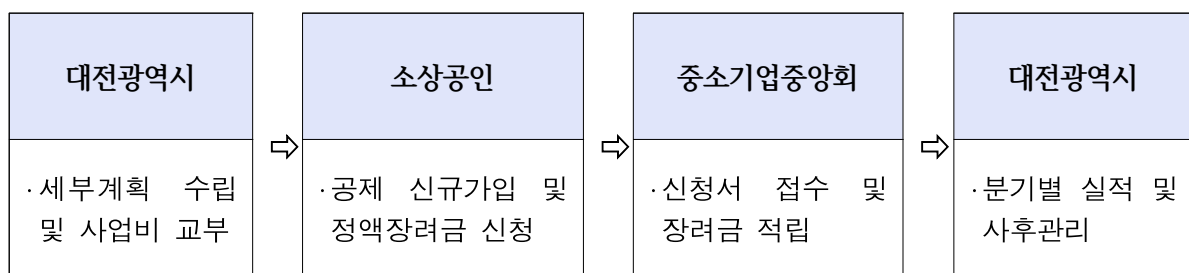 대전광역시
· 세부계획 수립
및 사업비 교부
⇨
소상공인
· 공제 신규가입 및
정액장려금 신청
⇨
중소기업중앙회
· 신청서 접수 및
장려금 적립
⇨
대전광역시
· 분기별 실적 및
사후관리